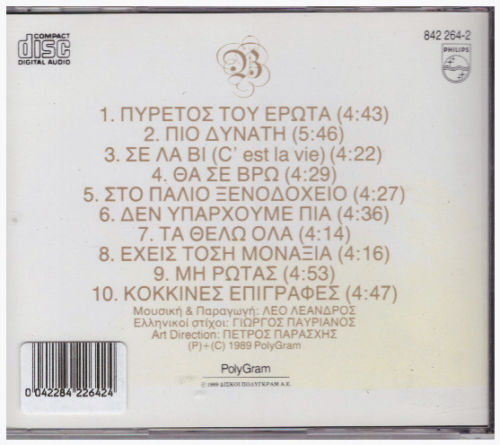 COMPACT
disc
DIGITAL AUDIO
B
842 264-2
PHILIPS
1. ΠΥΡΕΤΟΣ ΤΟΥ ΕΡΩΤΑ (4:43)
2. ΠΙΟ ΔΥΝΑΤΗ (5:46)
3. ΣΕ ΛΑ ΒΙ (C' est la vie) (4:22)
4. ΘΑ ΣΕ ΒΡΩ (4:29)
5. ΣΤΟ ΠΑΛΙΟ ΞΕΝΟΔΟΧΕΙΟ (4:27)
6. ΔΕΝ ΥΠΑΡΧΟΥΜΕ ΠΙΑ (4:36)
7. ΤΑ ΘΕΛΩ ΟΛΑ (4:14)
8. ΕΧΕΙΣ ΤΟΣΗ ΜΟΝΑΞΙΑ (4:16)
9. ΜΗ ΡΩΤΑΣ (4:53)
10. ΚΟΚΚΙΝΕΣ ΕΠΙΓΡΑΦΕΣ (4:47)
Μουσική & Παραγωγή: ΛΕΟ ΛΕΑΝΔΡΟΣ
Ελληνικοί στίχοι: ΓΙΩΡΓΟΣ ΠΑΥΡΙΑΝΟΣ
Art Direction: ΠΕΤΡΟΣ ΠΑΡΑΣΧΗΣ
(P)+(C) 1989 PolyGram
PolyGram
© 1989 ΔΙΣΚΟΙ ΠΟΛΥΓΚΡΑΜ Α.Ε.
0 042284 226424